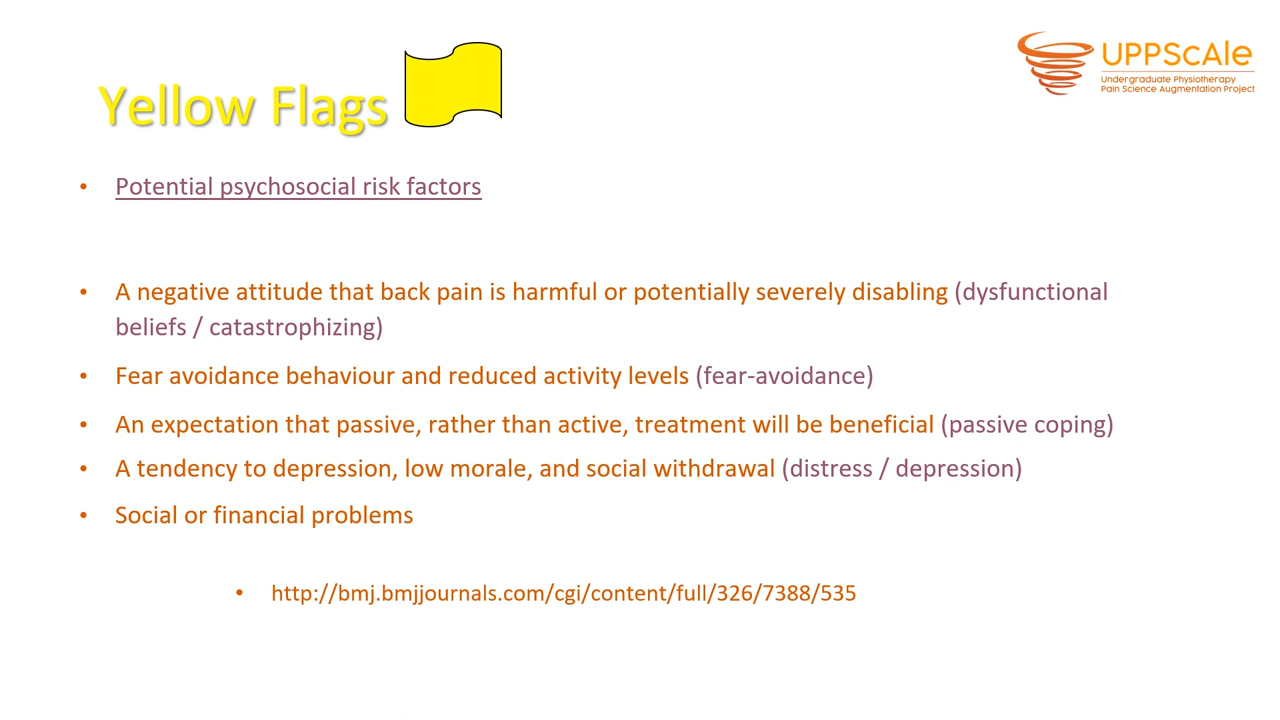 UPPScAle
Undergraduate Physiotherapy
Pain Science Augmentation Project
Yellow Flags
• Potential psychosocial risk factors
• A negative attitude that back pain is harmful or potentially severely disabling (dysfunctional
beliefs / catastrophizing)
• Fear avoidance behaviour and reduced activity levels (fear-avoidance)
• An expectation that passive, rather than active, treatment will be beneficial (passive coping)
• A tendency to depression, low morale, and social withdrawal (distress / depression)
• Social or financial problems
• http://bmj.bmjjournals.com/cgi/content/full/326/7388/535